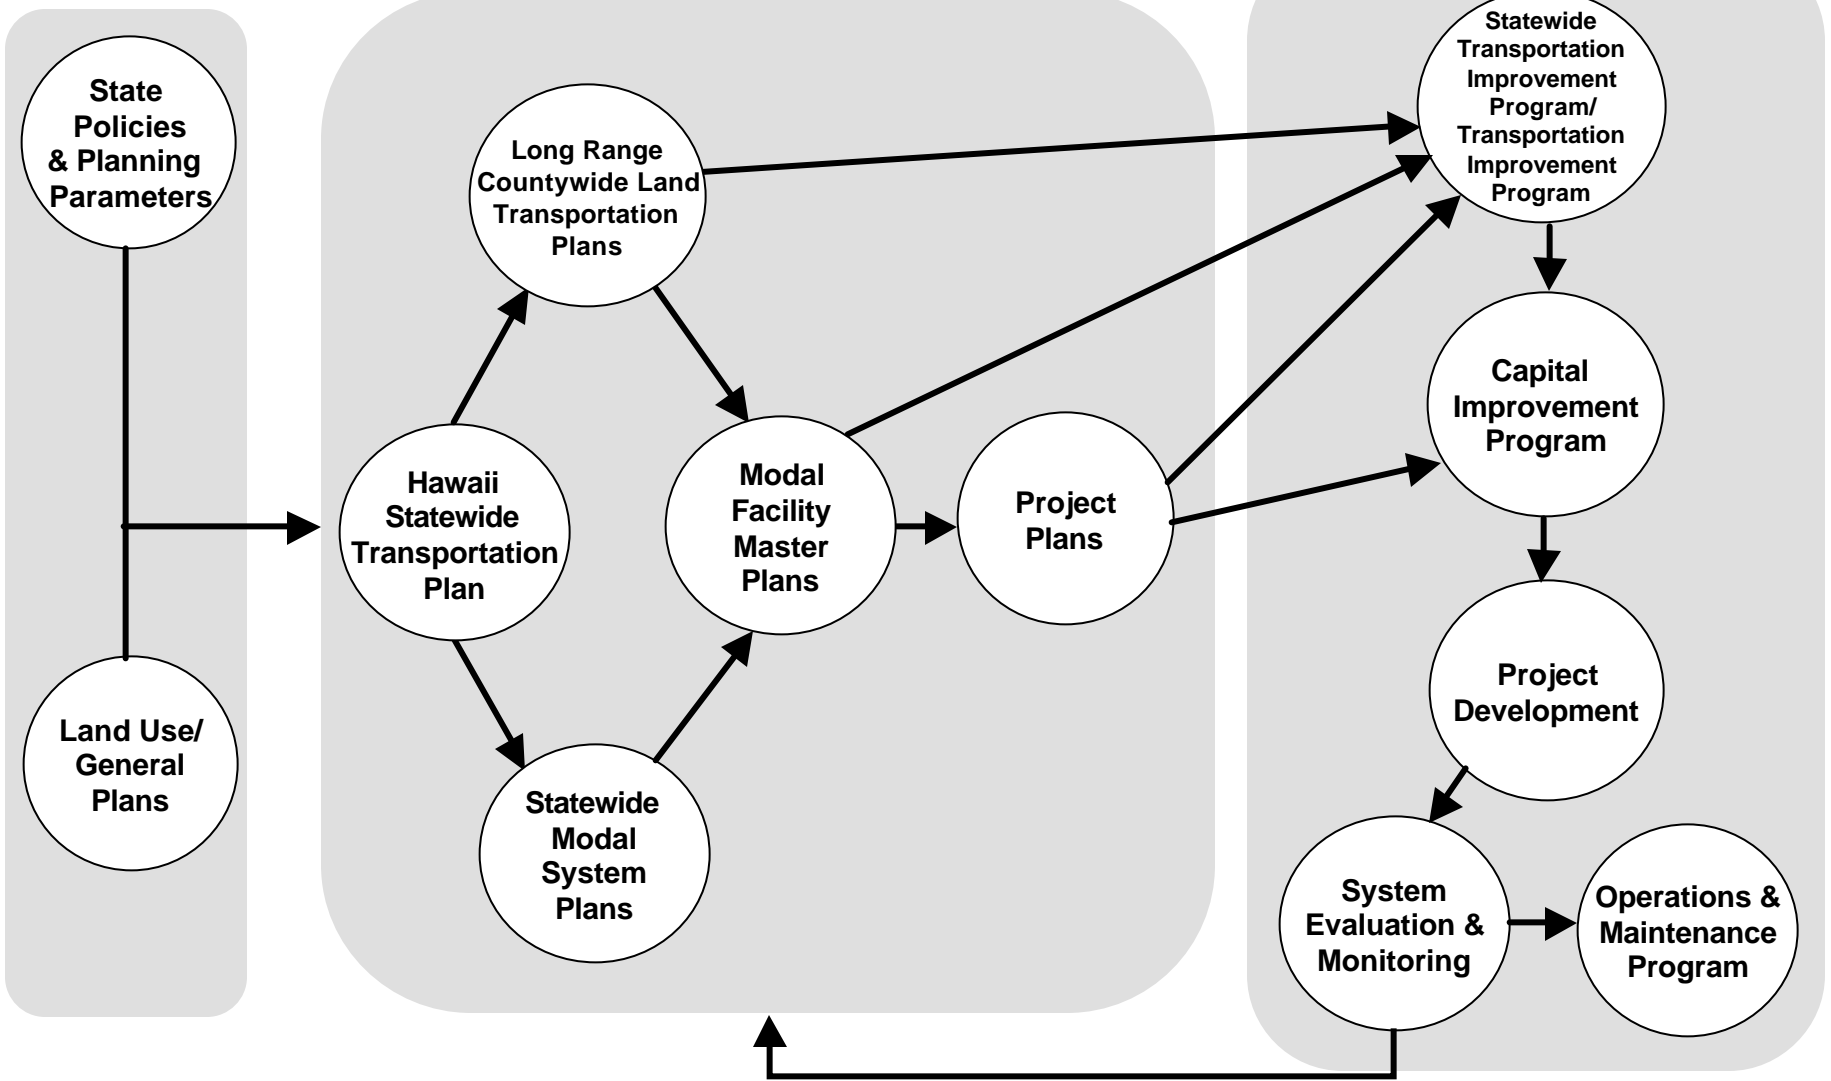 State
Policies
& Planning
Parameters
Land Use/
General
Plans
Long Range
Countywide Land
Transportation
Plans
Hawaii
Statewide
Transportation
Plan
Statewide
Modal
System
Plans
Modal
Facility
Master
Plans
Project
Plans
Statewide
Transportation
Improvement
Program/
Transportation
Improvement
Program
Capital
Improvement
Program
Project
Development
System
Evaluation &
Monitoring
Operations &
Maintenance
Program